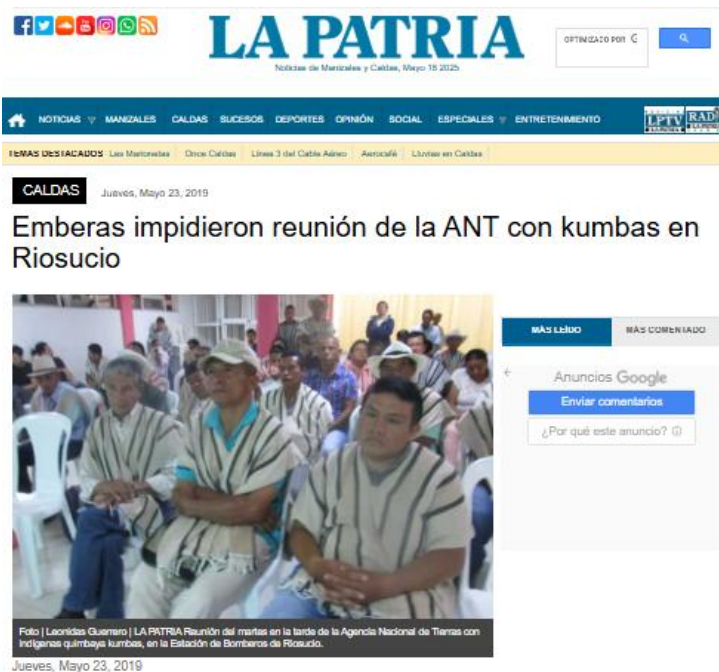 LA PATRIA
Noticias de Manizales y Caldas, Mayo 18 2025
OPTIMIZADO POR G
NOTICIAS MANIZALES CALDAS SUCESOS DEPORTES OPINIÓN SOCIAL ESPECIALES ENTRETENIMIENTO
LPTV RAD
LA PATRIA
TEMAS DESTACADOS Las Marionetas Once Caldas Línea 3 del Cable Aéreo Aerocafé Lluvias en Caldas
CALDAS Jueves, Mayo 23, 2019
Emberas impidieron reunión de la ANT con kumbas en
Riosucio
MÁS LEÍDO MÁS COMENTADO
Anuncios Google
Enviar comentarios
¿Por qué este anuncio?
Foto | Leonidas Guerrero | LA PATRIA Reunión del martes en la tarde de la Agencia Nacional de Tierras con
indígenas quimbaya kumbas, en la Estación de Bomberos de Riosucio.
Jueves, Mayo 23, 2019